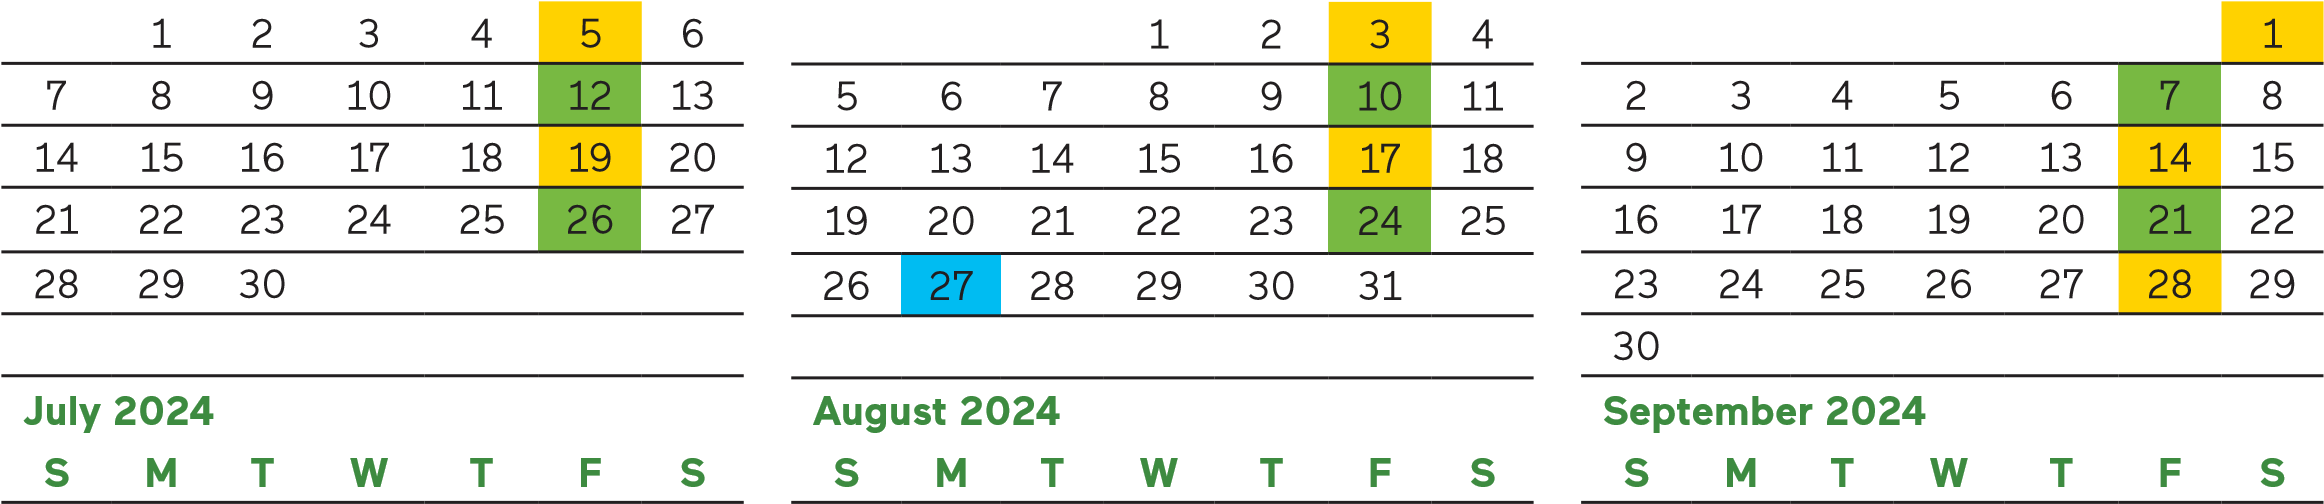 1 2 3 4 5 6
7 8 9 10 11 12 13
14 15 16 17 18 19 20
21 22 23 24 25 26 27
28 29 30
1 2 3 4
5 6 7 8 9 10 11
12 13 14 15 16 17 18
19 20 21 22 23 24 25
26 27 28 29 30 31
1
2 3 4 5 6 7 8
9 10 11 12 13 14 15
16 17 18 19 20 21 22
23 24 25 26 27 28 29
30
July 2024
S M T W T F S
August 2024
S M T W T F S
September 2024
S M T W T F S